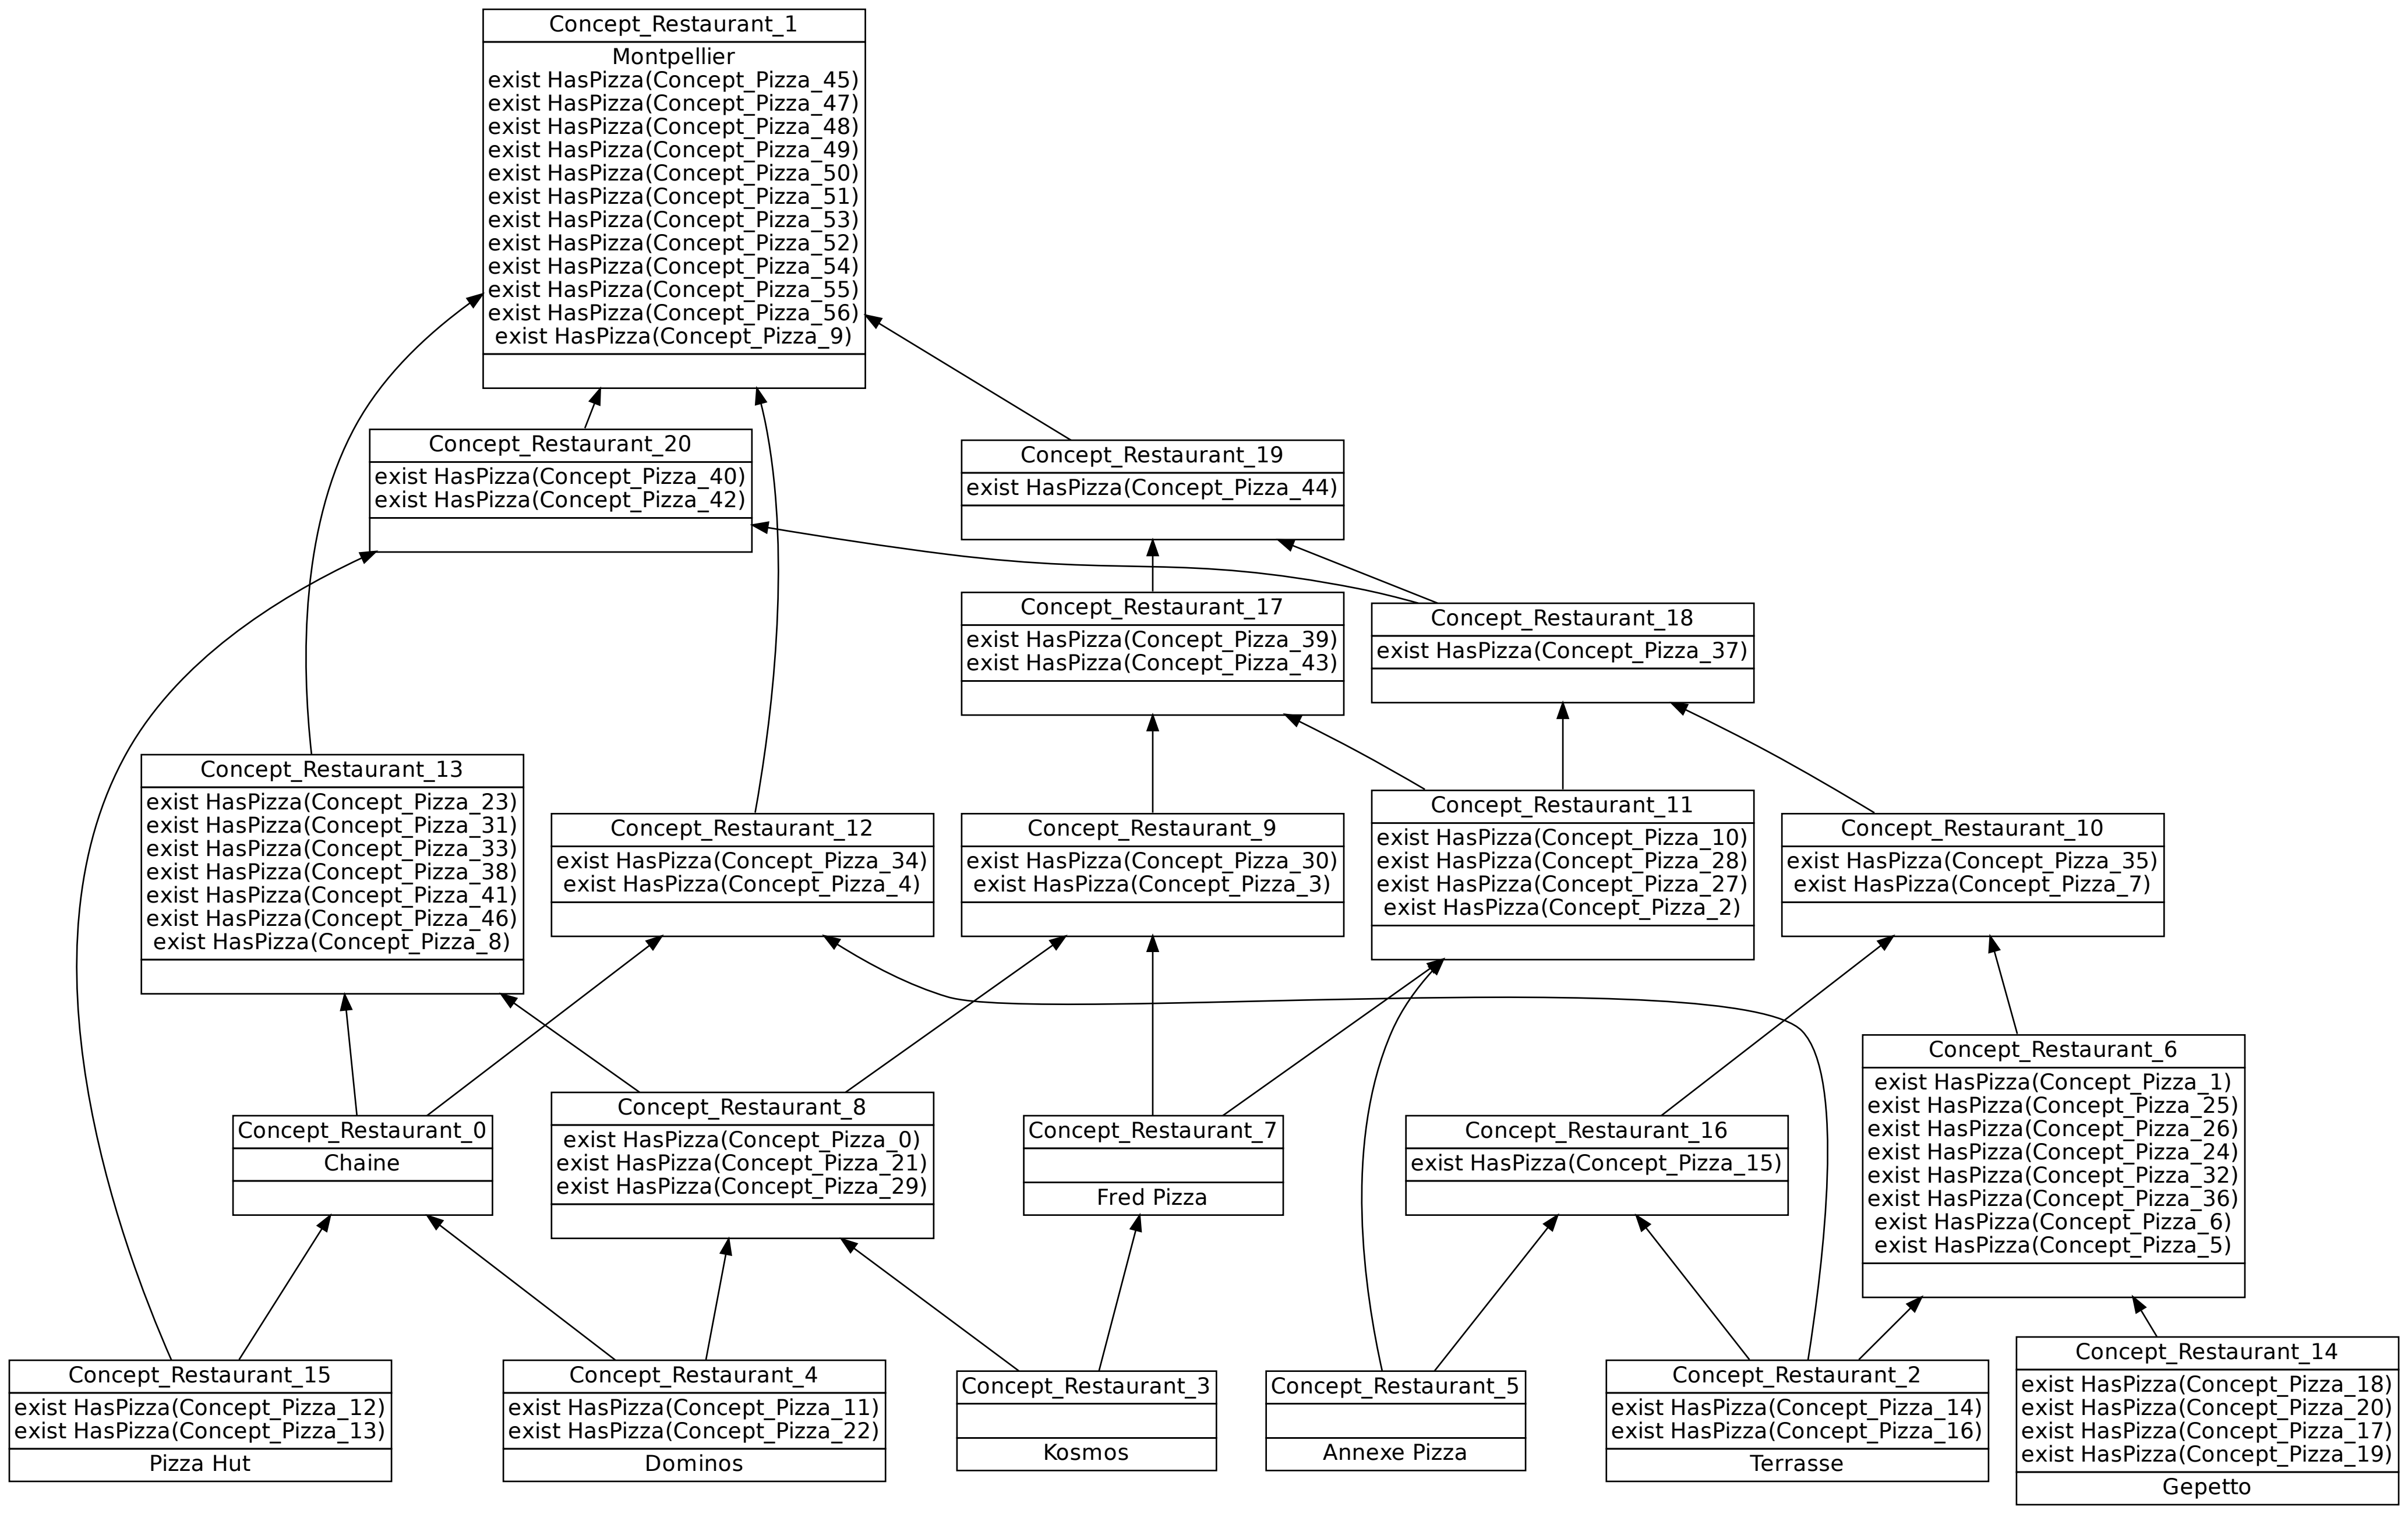 Concept_Restaurant_1
Montpellier
exist HasPizza(Concept_Pizza_45)
exist HasPizza(Concept_Pizza_47)
exist HasPizza(Concept_Pizza_48)
exist HasPizza(Concept_Pizza_49)
exist HasPizza(Concept_Pizza_50)
exist HasPizza(Concept_Pizza_51)
exist HasPizza(Concept_Pizza_53)
exist HasPizza(Concept_Pizza_52)
exist HasPizza(Concept_Pizza_54)
exist HasPizza(Concept_Pizza_55)
exist HasPizza(Concept_Pizza_56)
exist HasPizza(Concept_Pizza_9)
Concept_Restaurant_20
exist HasPizza(Concept_Pizza_40)
exist HasPizza(Concept_Pizza_42)
Concept_Restaurant_19
exist HasPizza(Concept_Pizza_44)
Concept_Restaurant_17
exist HasPizza(Concept_Pizza_39)
exist HasPizza(Concept_Pizza_43)
Concept_Restaurant_18
exist HasPizza(Concept_Pizza_37)
Concept_Restaurant_13
exist HasPizza(Concept_Pizza_23)
exist HasPizza(Concept_Pizza_31)
exist HasPizza(Concept_Pizza_33)
exist HasPizza(Concept_Pizza_38)
exist HasPizza(Concept_Pizza_41)
exist HasPizza(Concept_Pizza_46)
exist HasPizza(Concept_Pizza_8)
Concept_Restaurant_12
exist HasPizza(Concept_Pizza_34)
exist HasPizza(Concept_Pizza_4)
Concept_Restaurant_9
exist HasPizza(Concept_Pizza_30)
exist HasPizza(Concept_Pizza_3)
Concept_Restaurant_11
exist HasPizza(Concept_Pizza_10)
exist HasPizza(Concept_Pizza_28)
exist HasPizza(Concept_Pizza_27)
exist HasPizza(Concept_Pizza_2)
Concept_Restaurant_10
exist HasPizza(Concept_Pizza_35)
exist HasPizza(Concept_Pizza_7)
Concept_Restaurant_0
Chaine
Concept_Restaurant_8
exist HasPizza(Concept_Pizza_0)
exist HasPizza(Concept_Pizza_21)
exist HasPizza(Concept_Pizza_29)
Concept_Restaurant_7
Fred Pizza
Concept_Restaurant_16
exist HasPizza(Concept_Pizza_15)
Concept_Restaurant_6
exist HasPizza(Concept_Pizza_1)
exist HasPizza(Concept_Pizza_25)
exist HasPizza(Concept_Pizza_26)
exist HasPizza(Concept_Pizza_24)
exist HasPizza(Concept_Pizza_32)
exist HasPizza(Concept_Pizza_36)
exist HasPizza(Concept_Pizza_6)
exist HasPizza(Concept_Pizza_5)
Concept_Restaurant_15
exist HasPizza(Concept_Pizza_12)
exist HasPizza(Concept_Pizza_13)
Pizza Hut
Concept_Restaurant_4
exist HasPizza(Concept_Pizza_11)
exist HasPizza(Concept_Pizza_22)
Dominos
Concept_Restaurant_3
Kosmos
Concept_Restaurant_5
Annexe Pizza
Concept_Restaurant_2
exist HasPizza(Concept_Pizza_14)
exist HasPizza(Concept_Pizza_16)
Terrasse
Concept_Restaurant_14
exist HasPizza(Concept_Pizza_18)
exist HasPizza(Concept_Pizza_20)
exist HasPizza(Concept_Pizza_17)
exist HasPizza(Concept_Pizza_19)
Gepetto